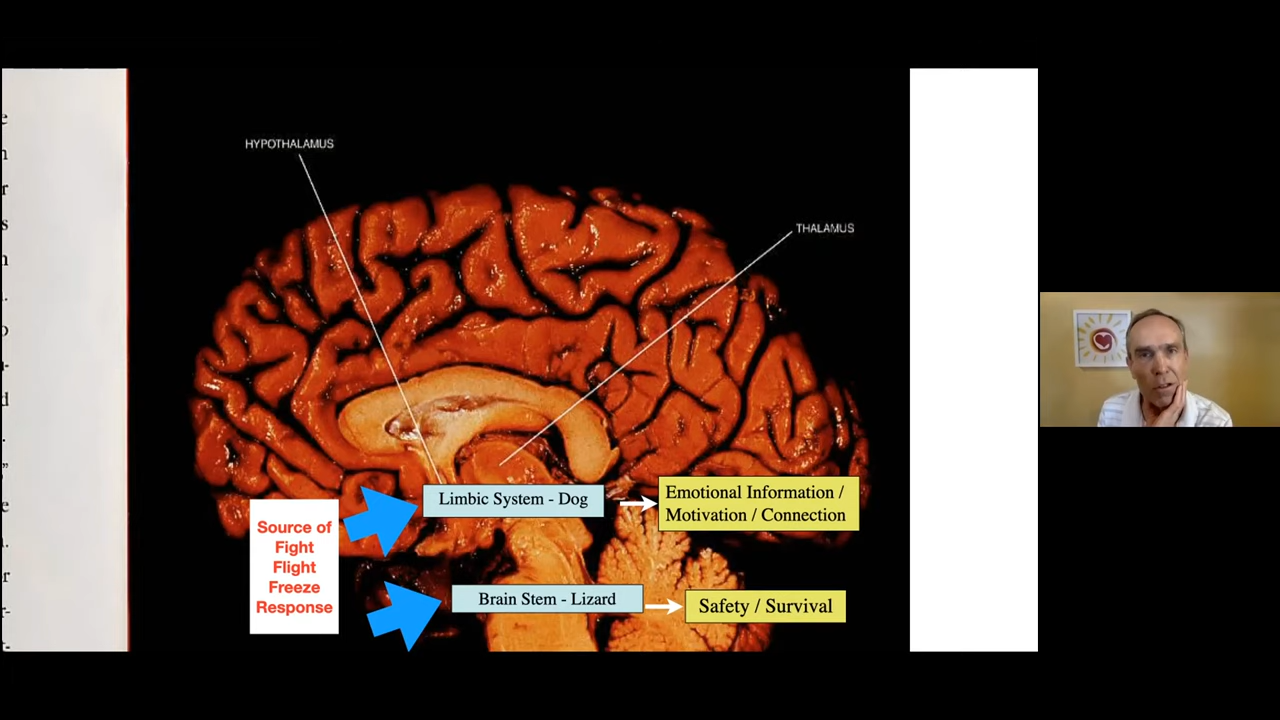 HYPOTHALAMUS
THALAMUS
Limbic System - Dog
Emotional Information /
Motivation / Connection
Source of
Fight
Flight
Freeze
Response
Brain Stem - Lizard
Safety / Survival